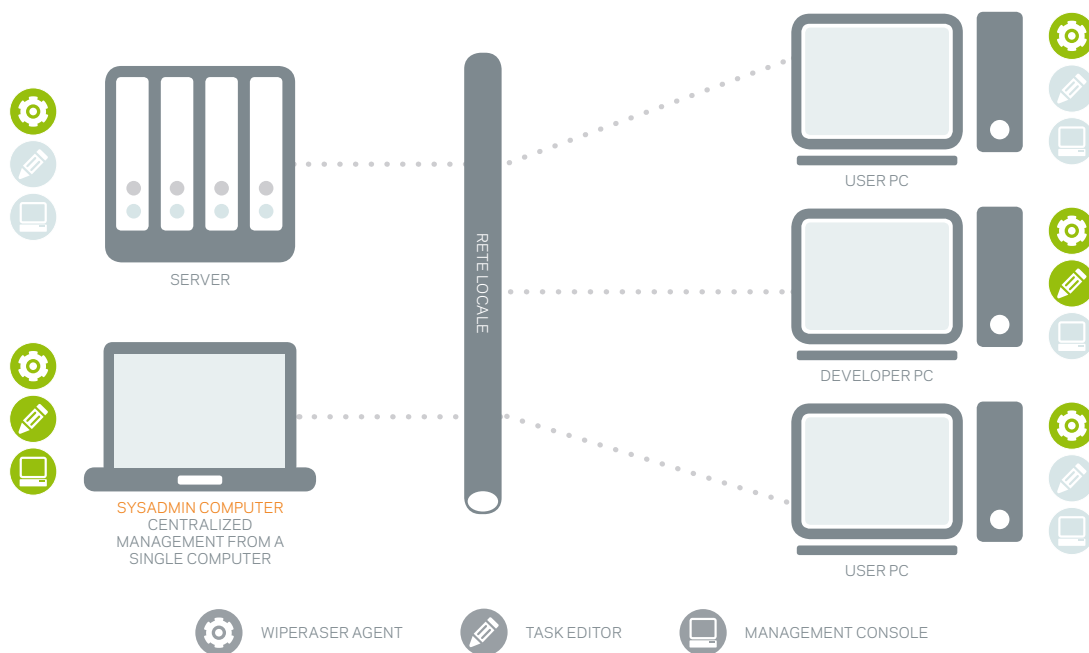 USER PC
SERVER
RETE LOCALE
DEVELOPER PC
SYSADMIN COMPUTER
CENTRALIZED
MANAGEMENT FROM A
SINGLE COMPUTER
USER PC
WIPERASER AGENT
TASK EDITOR
MANAGEMENT CONSOLE